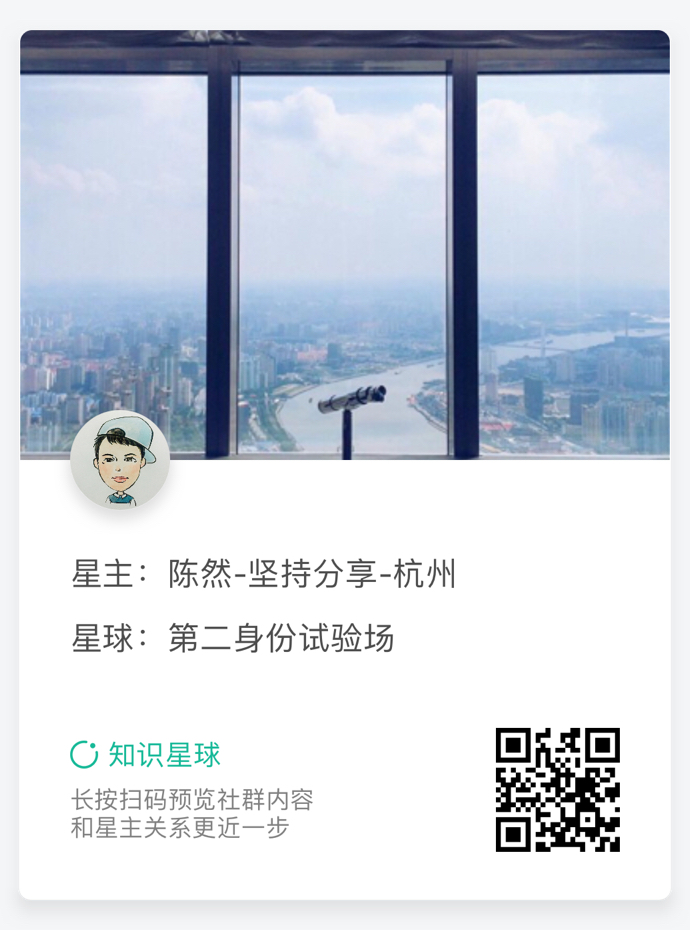 星主：陈然-坚持分享-杭州
星球：第二身份试验场
知识星球
长按扫码预览社群内容
和星主关系更近一步